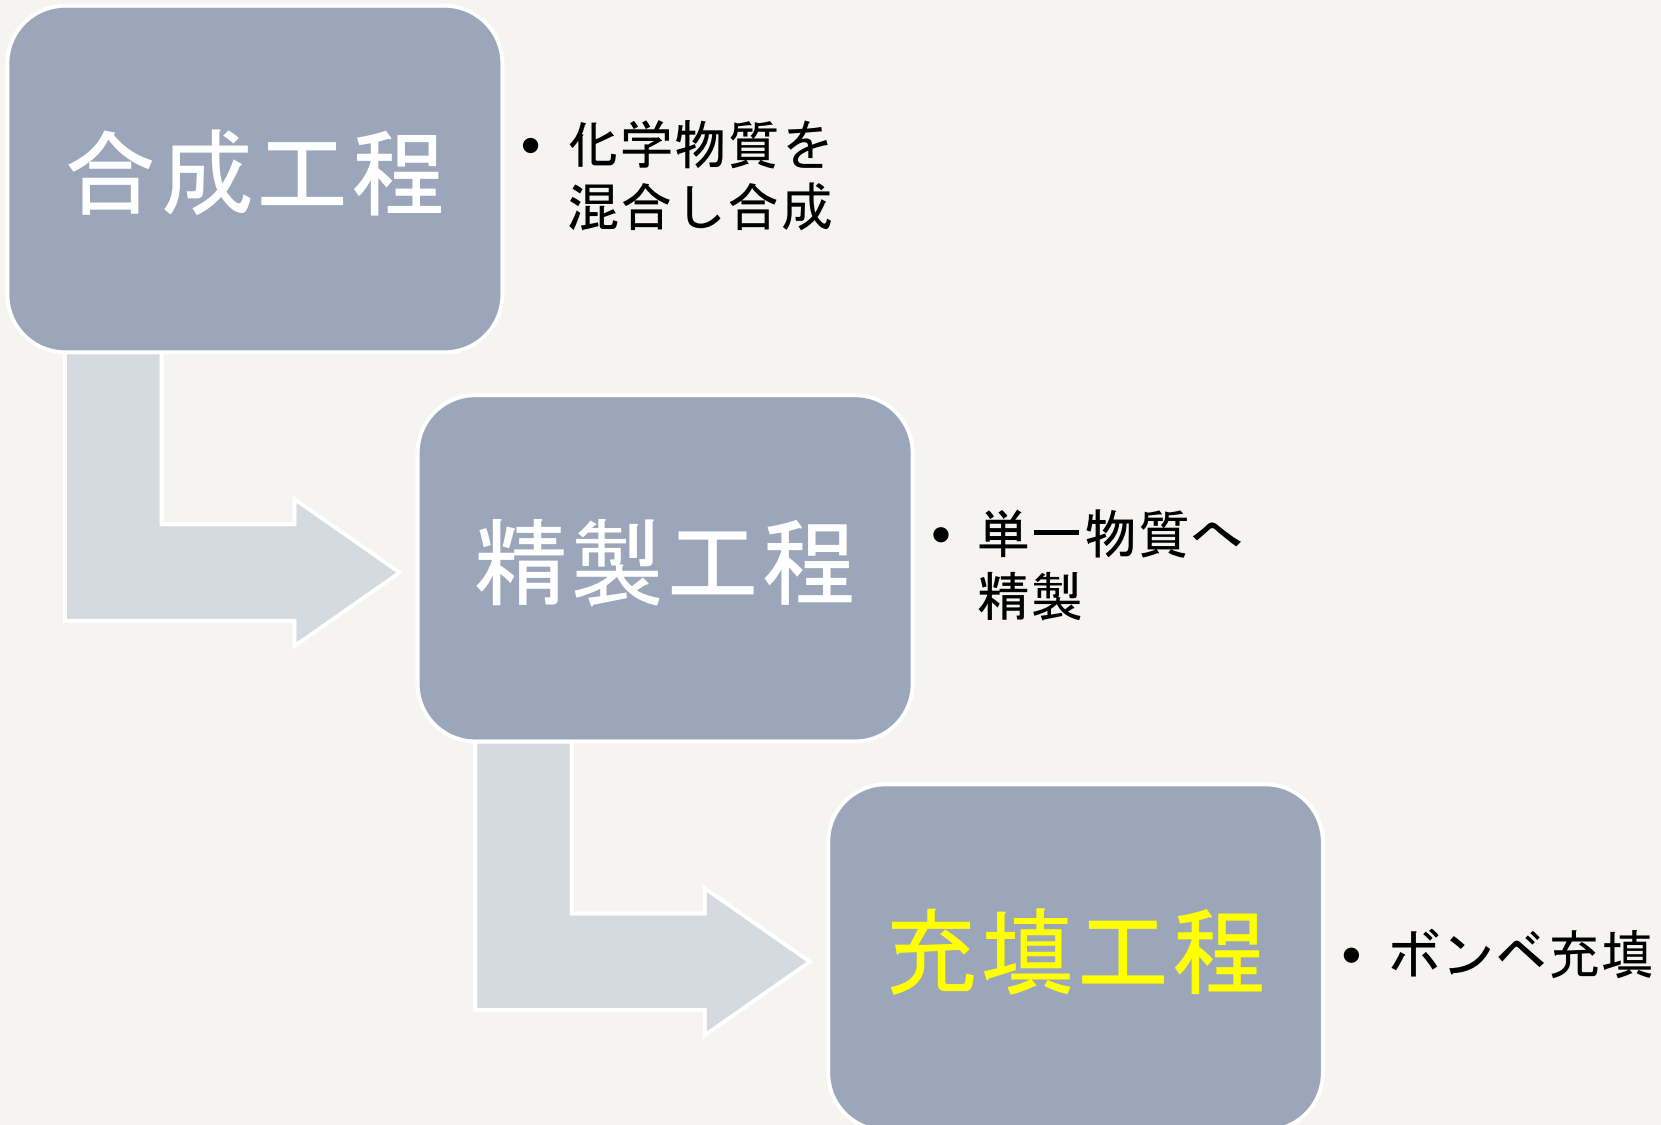 合成工程
• 化学物質を
混合し合成
精製工程
• 単一物質へ
精製
充填工程
• ボンベ充填